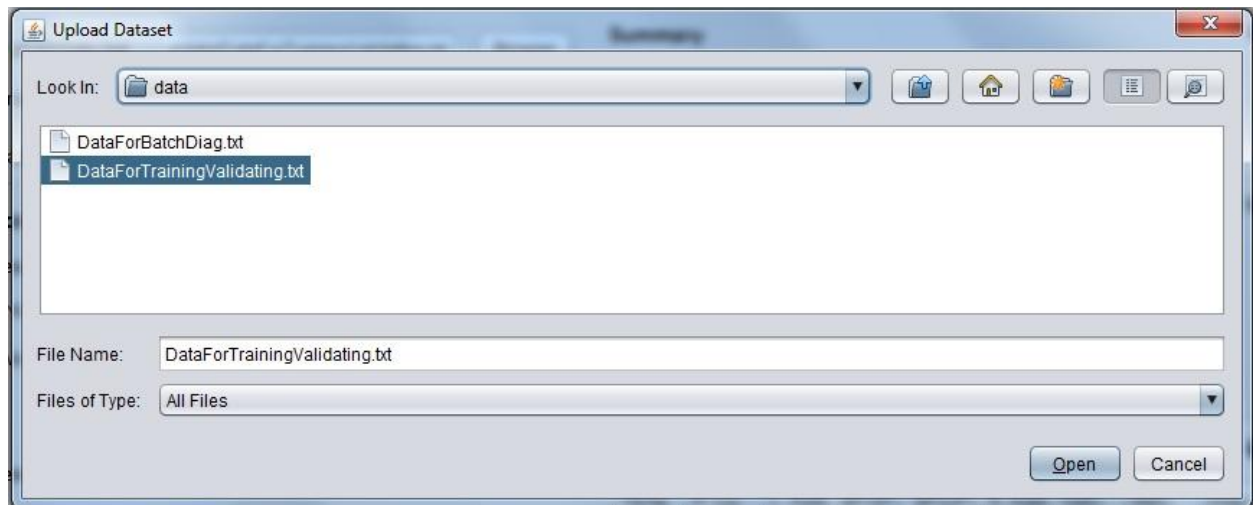 Upload Dataset
Look In: data
DataForBatchDiag.txt
DataForTrainingValidating.txt
File Name: DataForTrainingValidating.txt
Files of Type: All Files
Open Cancel